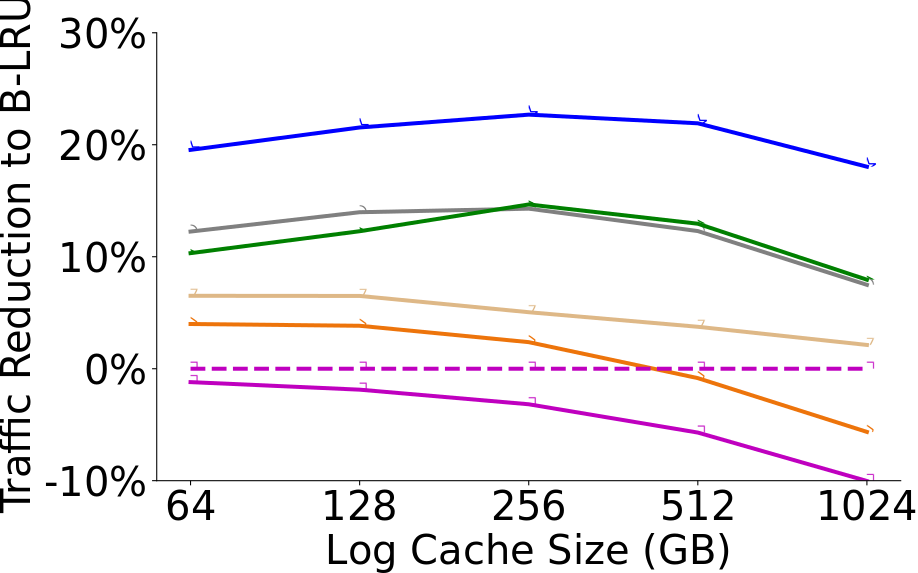 Traffic Reduction to B-LRU
30%
20%
10%
0%
-10%
64 128 256 512 1024
Log Cache Size (GB)